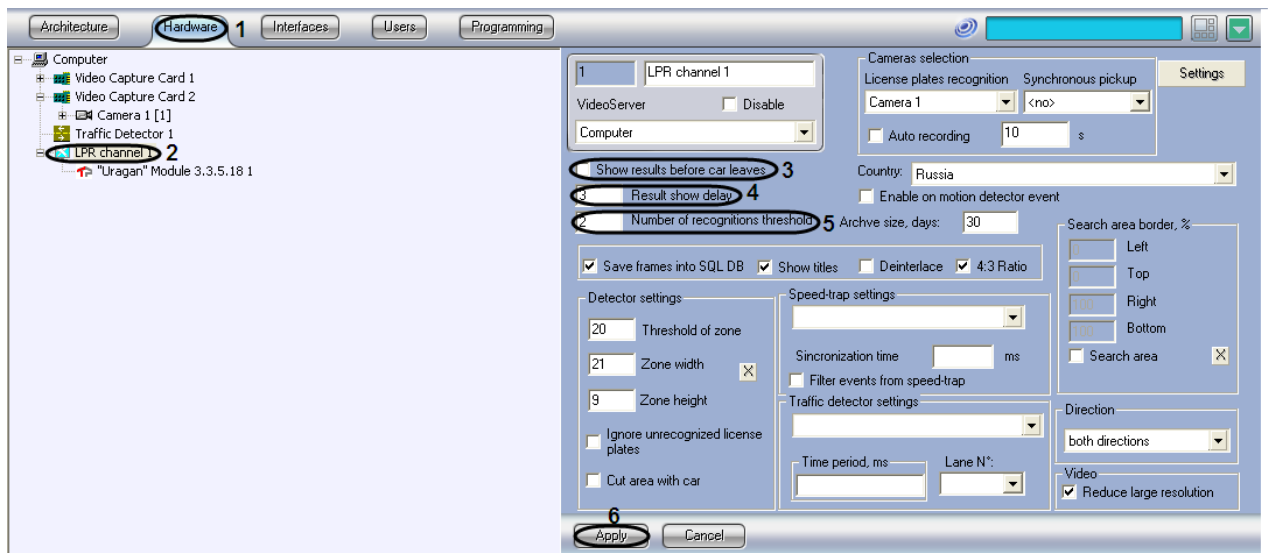 Architecture Hardware 1 Interfaces Users Programming
Computer
Video Capture Card 1
Video Capture Card 2
Camera 1 [1]
Traffic Detector 1
LPR channel 1 2
"Uragan" Module 3.3.5.18 1
1 LPR channel 1
VideoServer Disable
Computer
Cameras selection
License plates recognition Synchronous pickup
Camera 1 <no>
Auto recording 10 s
Settings
Show results before car leaves 3
3 Result show delay 4
2 Number of recognitions threshold 5
Country: Russia
Enable on motion detector event
Archve size, days: 30
Save frames into SQL DB Show titles Deinterlace 4:3 Ratio
Search area border, %
Left
Top
Right
Bottom
Search area X
Detector settings
20 Threshold of zone
21 Zone width
X
9 Zone height
Ignore unrecognized license
plates
Cut area with car
Speed-trap settings
Sincronization time ms
Filter events from speed-trap
Traffic detector settings
Time period, ms Lane N°:
Direction
both directions
Video
Reduce large resolution
6
Apply Cancel